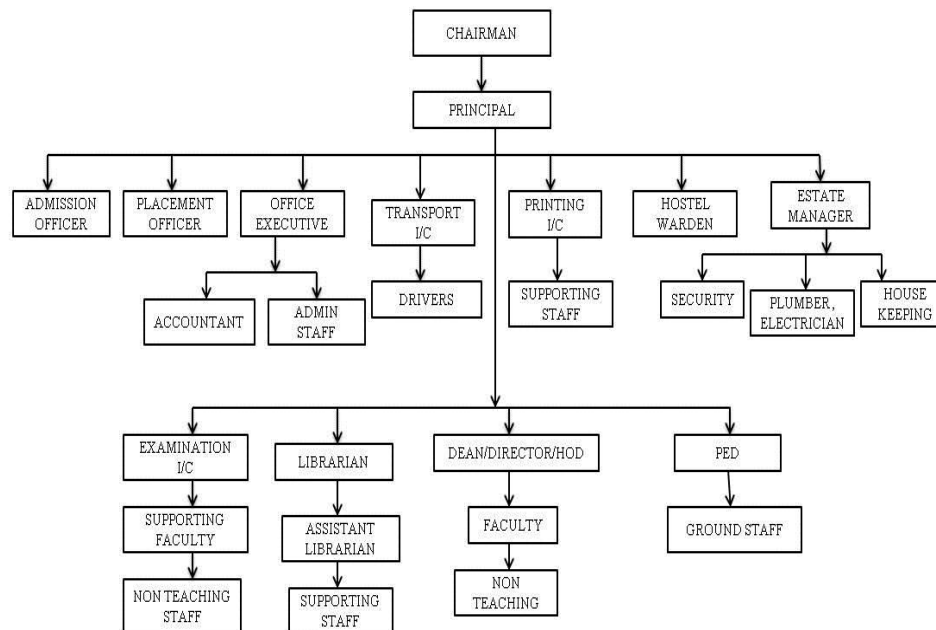 CHAIRMAN
PRINCIPAL
ADMISSION
OFFICER
PLACEMENT
OFFICER
OFFICE
EXECUTIVE
TRANSPORT
I/C
PRINTING
I/C
HOSTEL
WARDEN
ESTATE
MANAGER
ACCOUNTANT
ADMIN
STAFF
DRIVERS
SUPPORTING
STAFF
SECURITY
PLUMBER,
ELECTRICIAN
HOUSE
KEEPING
EXAMINATION
I/C
LIBRARIAN
DEAN/DIRECTOR/HOD
PED
SUPPORTING
FACULTY
ASSISTANT
LIBRARIAN
FACULTY
GROUND STAFF
NON TEACHING
STAFF
SUPPORTING
STAFF
NON
TEACHING